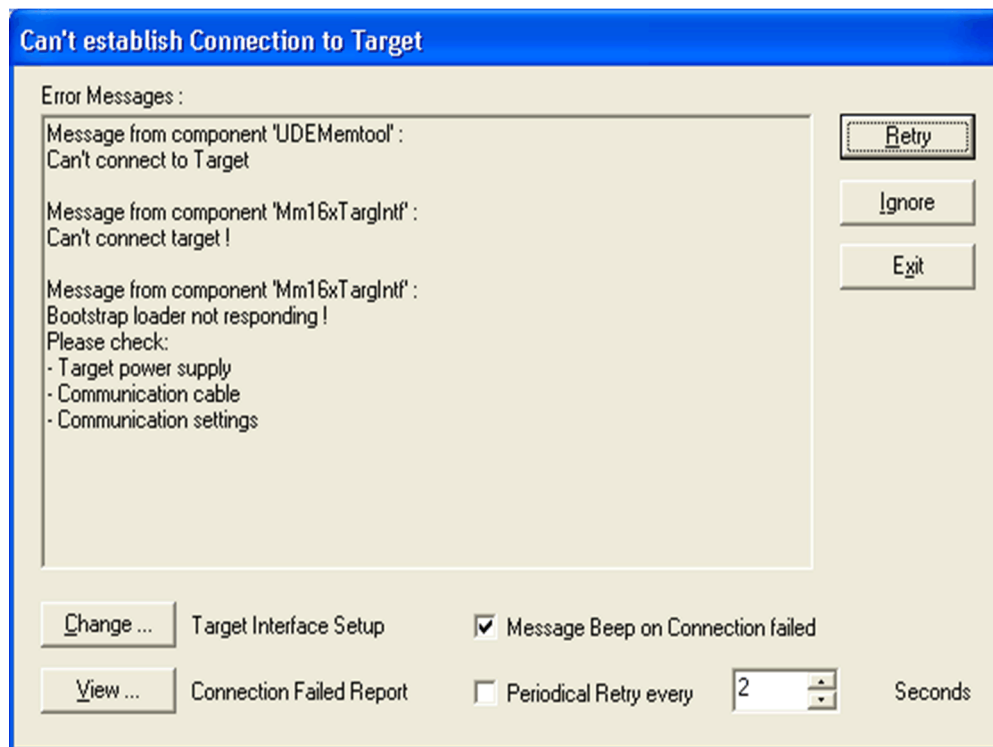 Can't establish Connection to Target
Error Messages :
Message from component 'UDEMemtool' :
Can't connect to Target
Message from component 'Mm16xTargIntf' :
Can't connect target !
Message from component 'Mm16xTargIntf' :
Bootstrap loader not responding !
Please check:
- Target power supply
- Communication cable
- Communication settings
Retry
Ignore
Exit
Change ... Target Interface Setup
Message Beep on Connection failed
View ... Connection Failed Report
Periodical Retry every 2 Seconds